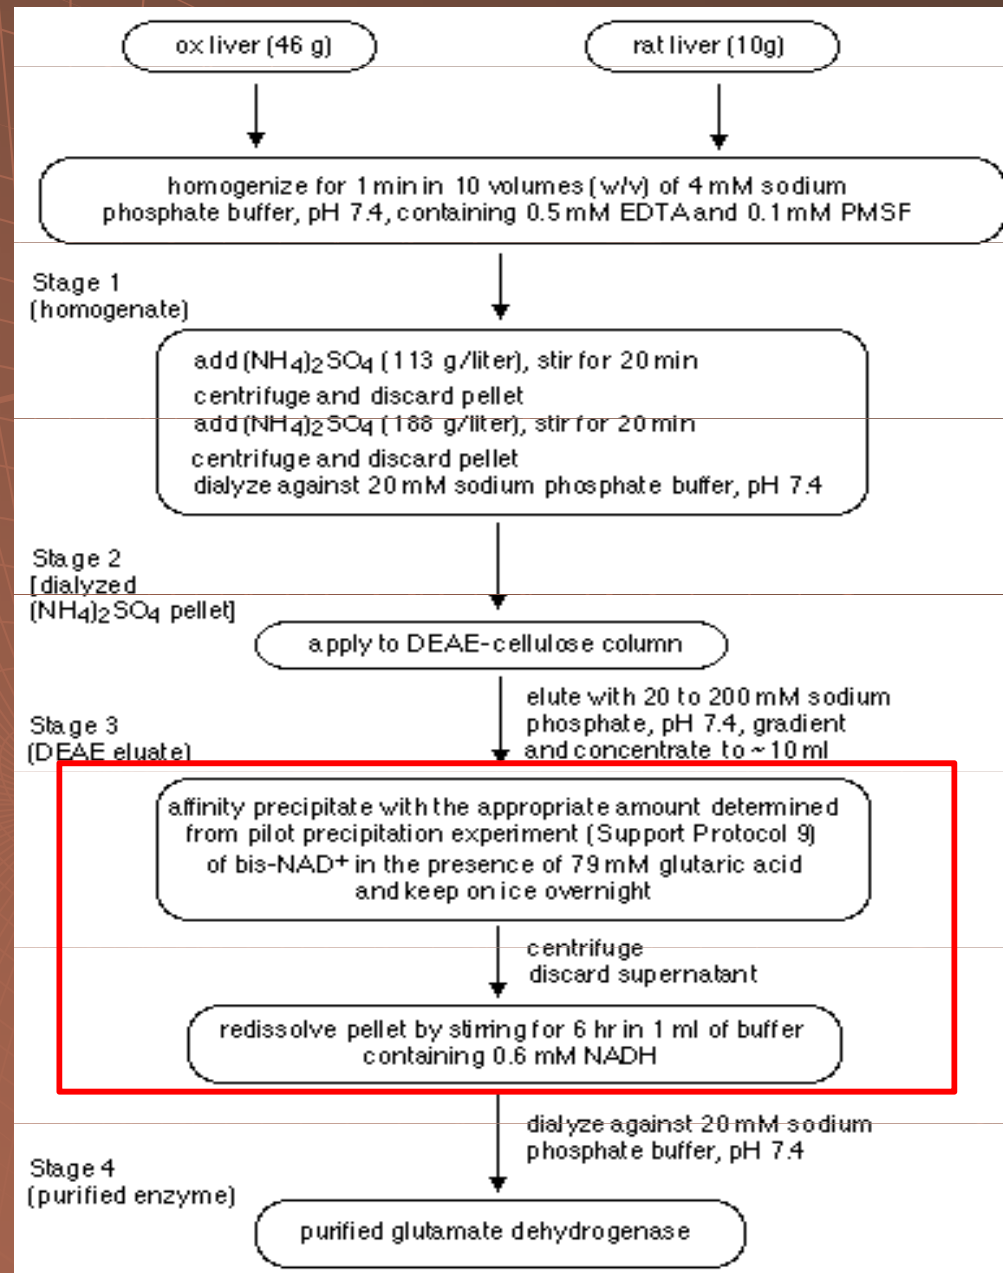 ox liver (46 g)
rat liver (10g)
homogenize for 1 min in 10 volumes (w/v) of 4 mM sodium
phosphate buffer, pH 7.4, containing 0.5 mM EDTA and 0.1 mM PMSF
Stage 1
(homogenate)
add (NH4)2SO4 (113 g/liter), stir for 20 min
centrifuge and discard pellet
add (NH4)2SO4 (188 g/liter), stir for 20 min
centrifuge and discard pellet
dialyze against 20 mM sodium phosphate buffer, pH 7.4
Stage 2
[dialyzed
(NH4)2SO4 pellet]
apply to DEAE-cellulose column
elute with 20 to 200 mM sodium
phosphate, pH 7.4, gradient
and concentrate to ~ 10 ml
Stage 3
(DEAE eluate)
affinity precipitate with the appropriate amount determined
from pilot precipitation experiment (Support Protocol 9)
of bis-NAD+ in the presence of 79 mM glutaric acid
and keep on ice overnight
centrifuge
discard supernatant
redissolve pellet by stirring for 6 hr in 1 ml of buffer
containing 0.6 mM NADH
dialyze against 20 mM sodium
phosphate buffer, pH 7.4
Stage 4
(purified enzyme)
purified glutamate dehydrogenase